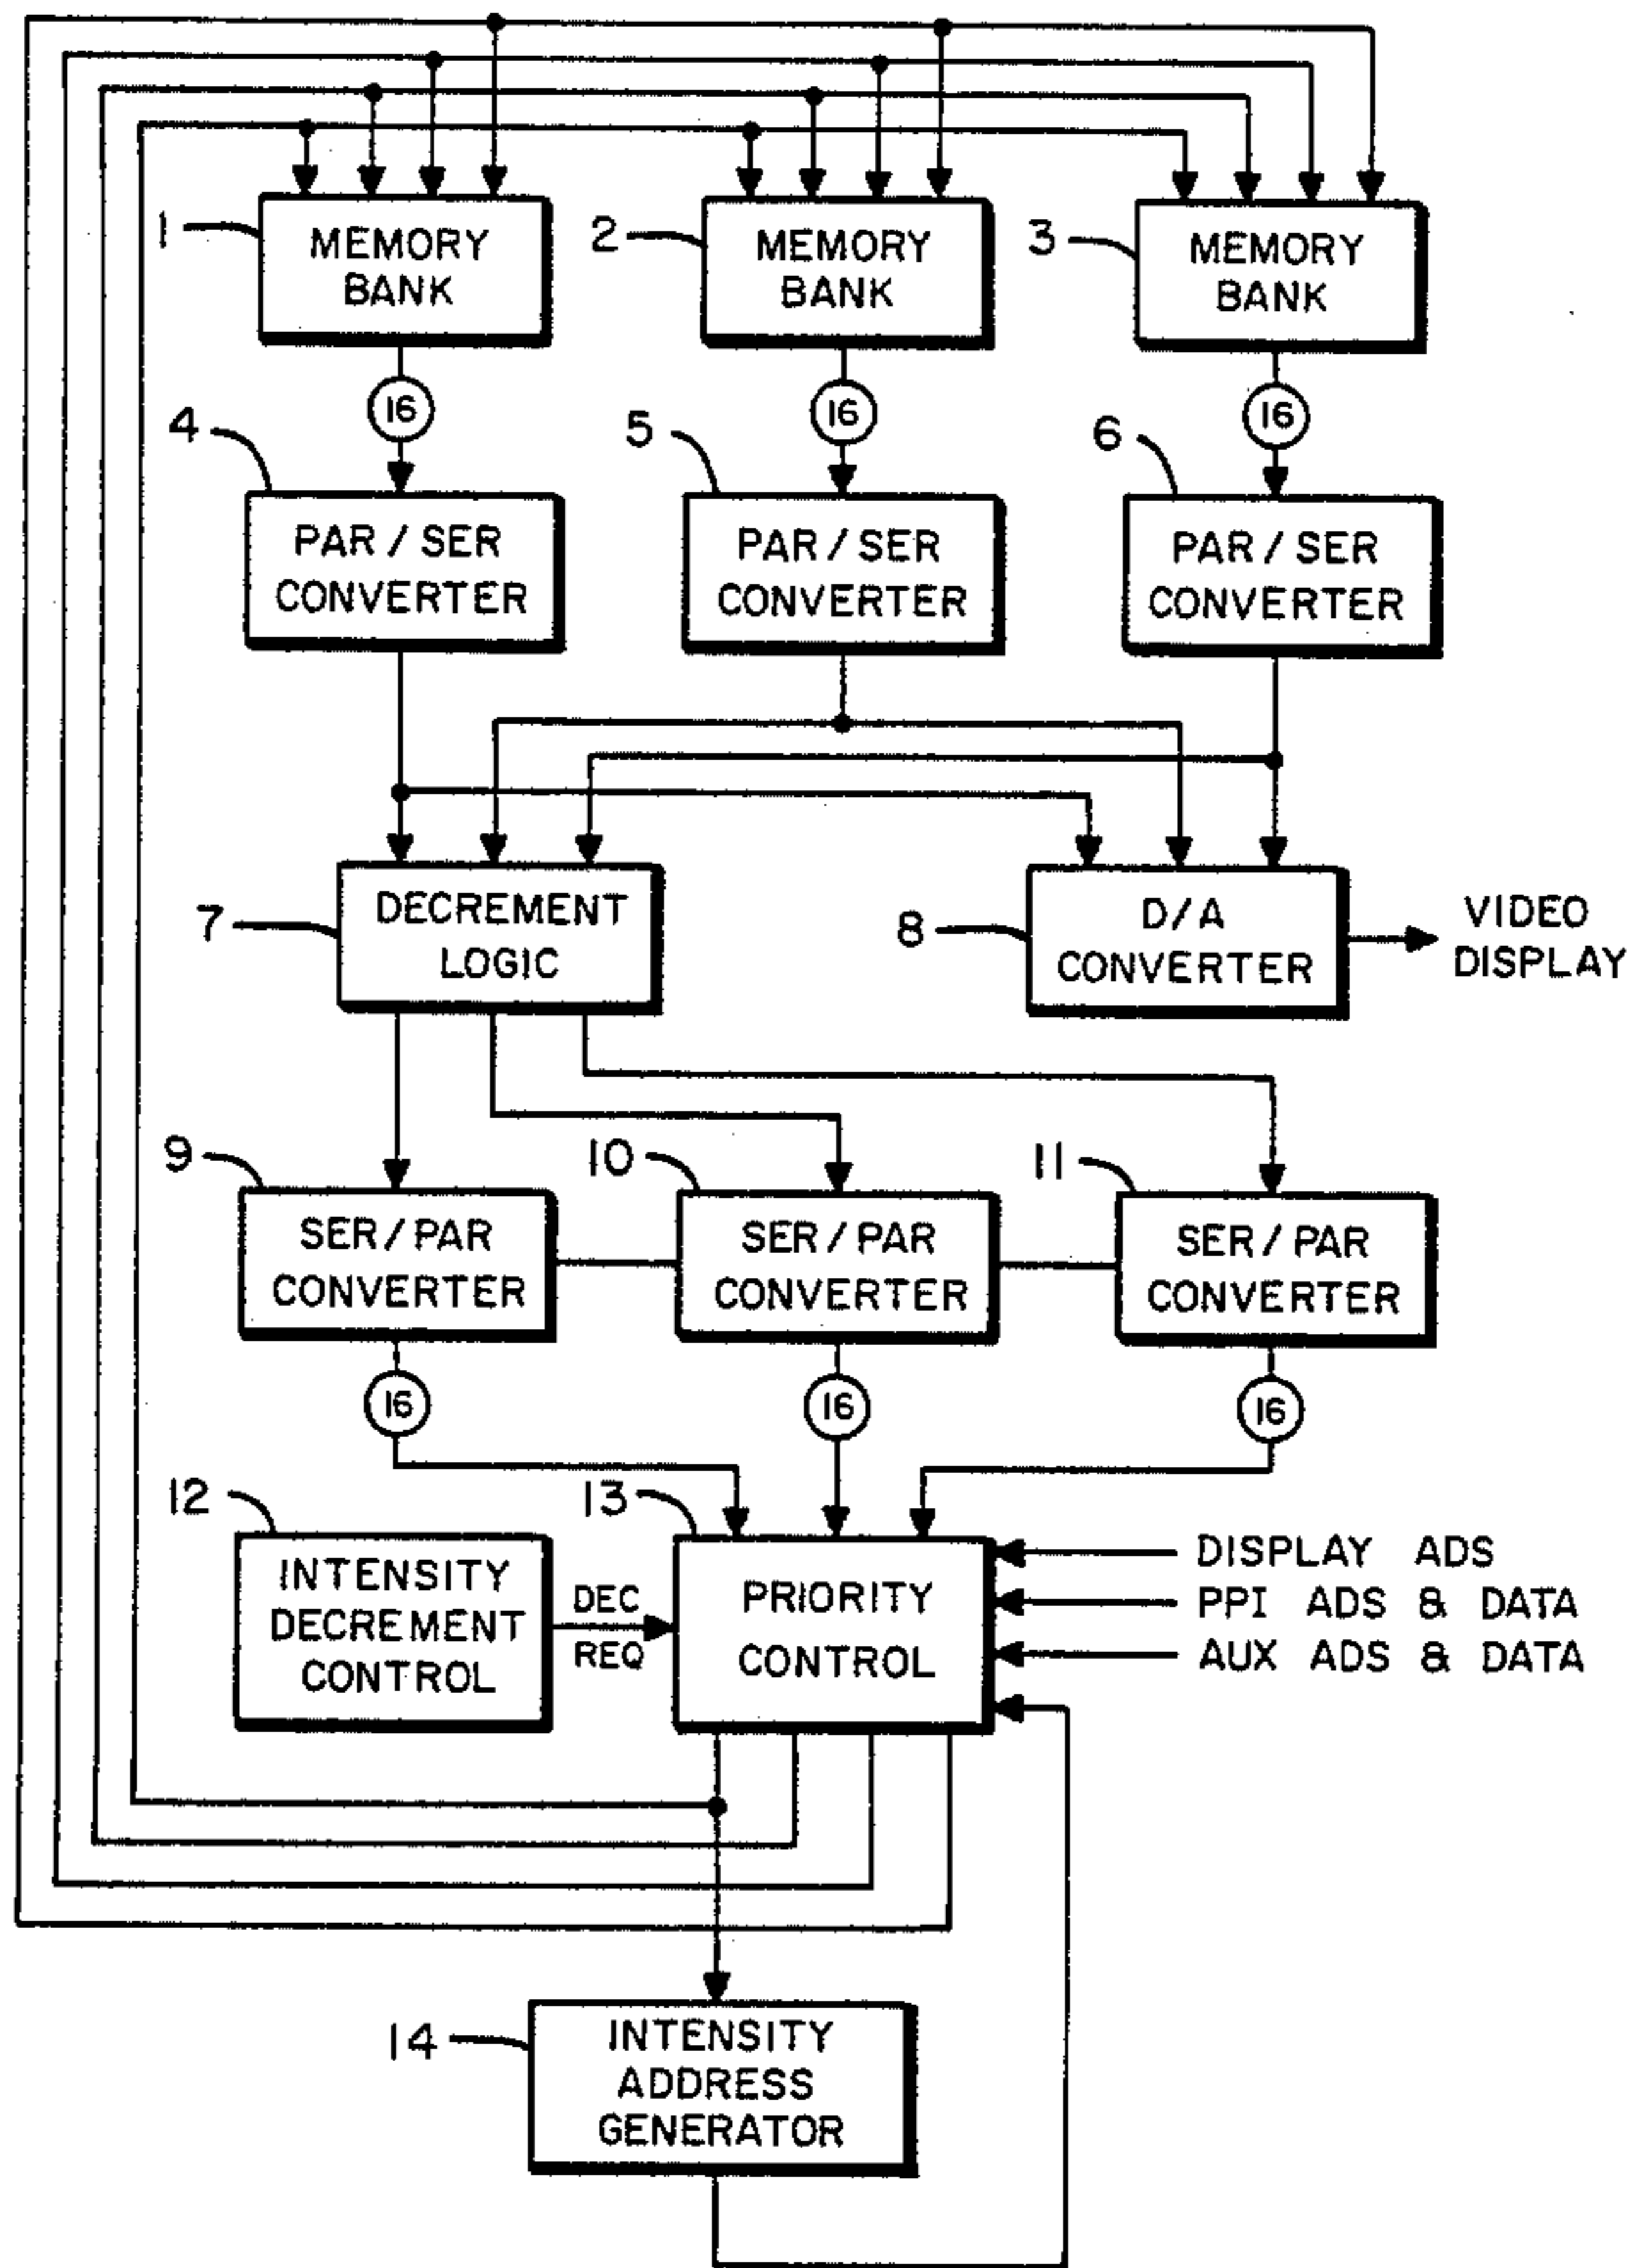 1
MEMORY
BANK
2
MEMORY
BANK
3
MEMORY
BANK
16
16
16
4
PAR / SER
CONVERTER
5
PAR / SER
CONVERTER
6
PAR / SER
CONVERTER
7
DECREMENT
LOGIC
8
D/A
CONVERTER
VIDEO
DISPLAY
9
SER / PAR
CONVERTER
10
SER / PAR
CONVERTER
11
SER / PAR
CONVERTER
16
16
16
12
INTENSITY
DECREMENT
CONTROL
DEC
REQ
13
PRIORITY
CONTROL
DISPLAY ADS
PPI ADS & DATA
AUX ADS & DATA
14
INTENSITY
ADDRESS
GENERATOR